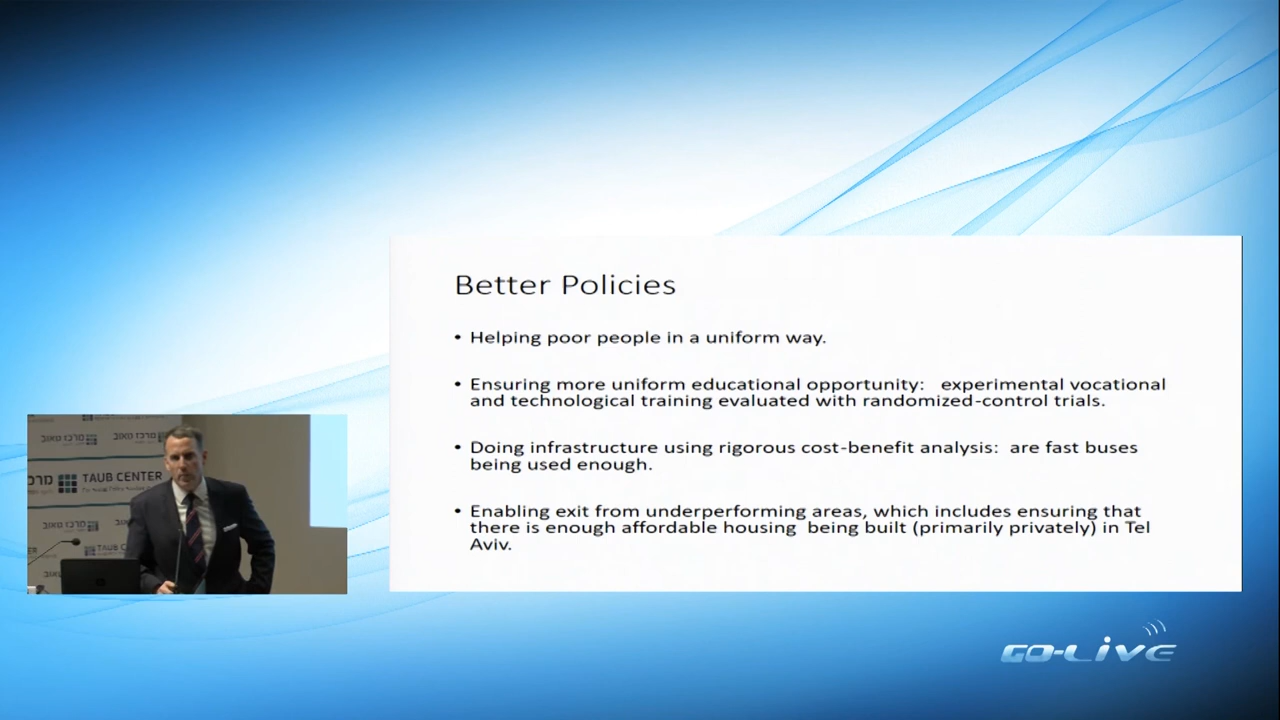 Better Policies
• Helping poor people in a uniform way.
• Ensuring more uniform educational opportunity: experimental vocational
and technological training evaluated with randomized-control trials.
• Doing infrastructure using rigorous cost-benefit analysis: are fast buses
being used enough.
• Enabling exit from underperforming areas, which includes ensuring that
there is enough affordable housing being built (primarily privately) in Tel
Aviv.
מרכז טאוב
מרכז טאוב
TAUB CENTER
GO-LIVE